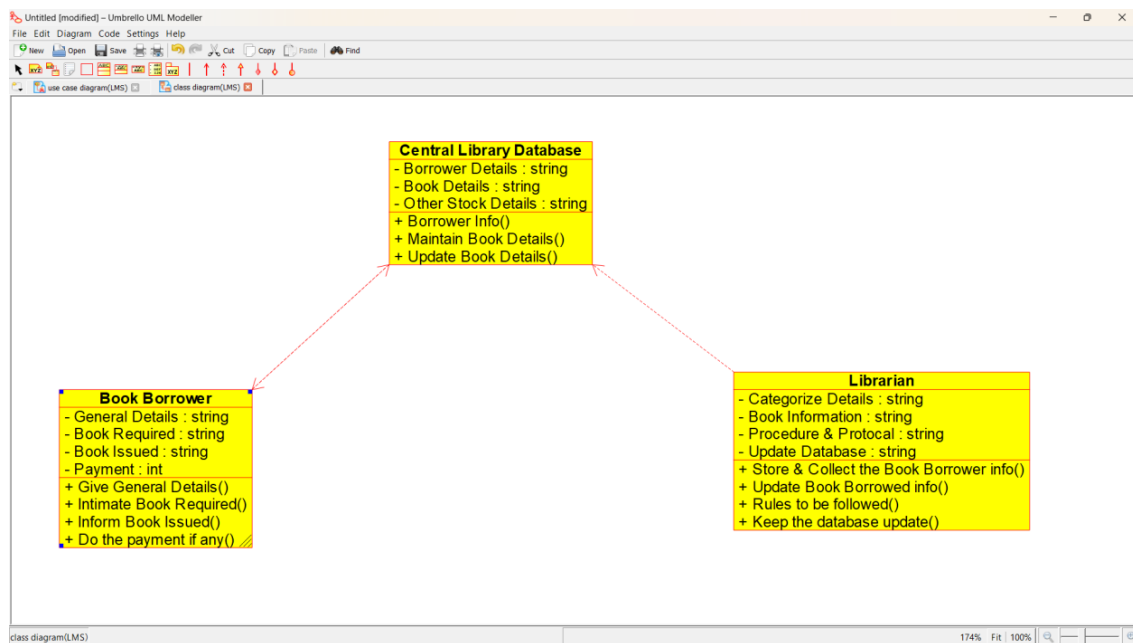 Untitled [modified] – Umbrello UML Modeller
File Edit Diagram Code Settings Help
New Open Save Cut Copy Paste Find
use case diagram(LMS) class diagram(LMS)
Central Library Database
- Borrower Details : string
- Book Details : string
- Other Stock Details : string
+ Borrower Info()
+ Maintain Book Details()
+ Update Book Details()
Book Borrower
- General Details : string
- Book Required : string
- Book Issued : string
- Payment : int
+ Give General Details()
+ Intimate Book Required()
+ Inform Book Issued()
+ Do the payment if any()
Librarian
- Categorize Details : string
- Book Information : string
- Procedure & Protocal : string
- Update Database : string
+ Store & Collect the Book Borrower info()
+ Update Book Borrowed info()
+ Rules to be followed()
+ Keep the database update()
class diagram(LMS) 174% Fit 100%